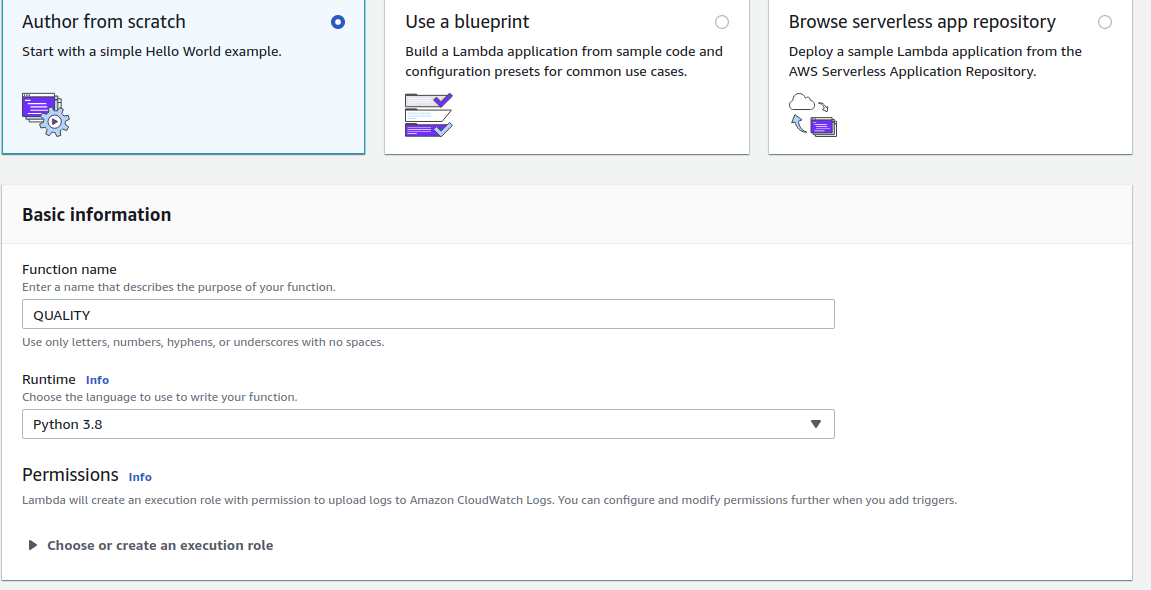 Author from scratch
Start with a simple Hello World example.
Use a blueprint
Build a Lambda application from sample code and
configuration presets for common use cases.
Browse serverless app repository
Deploy a sample Lambda application from the
AWS Serverless Application Repository.
Basic information
Function name
Enter a name that describes the purpose of your function.
QUALITY
Use only letters, numbers, hyphens, or underscores with no spaces.
Runtime Info
Choose the language to use to write your function.
Python 3.8
Permissions Info
Lambda will create an execution role with permission to upload logs to Amazon CloudWatch Logs. You can configure and modify permissions further when you add triggers.
Choose or create an execution role